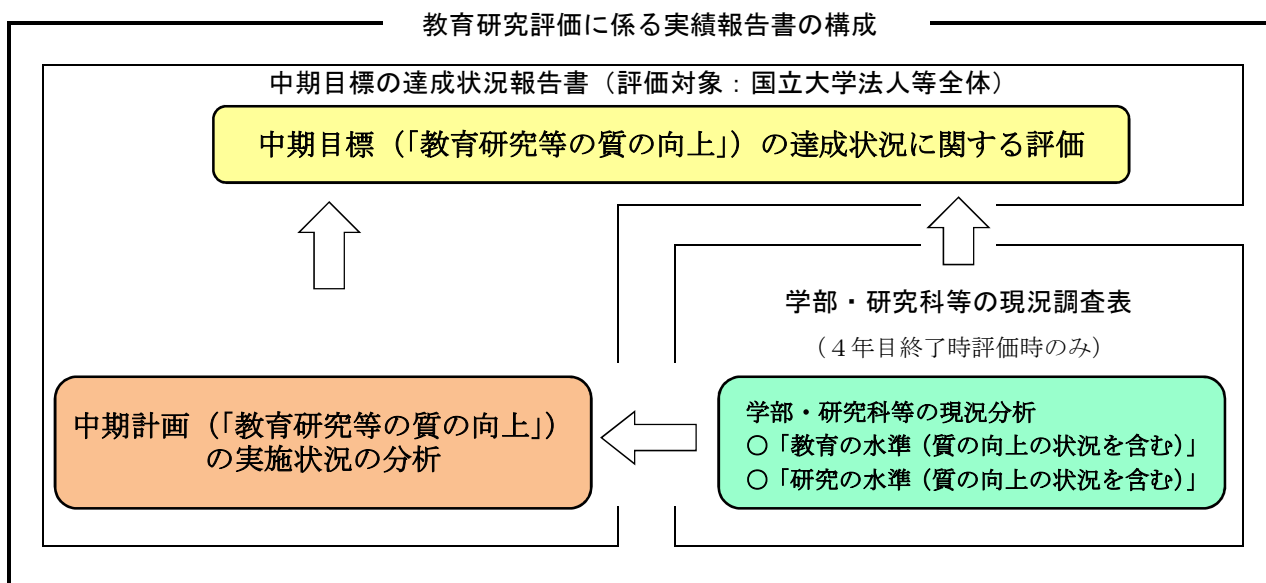 教育研究評価に係る実績報告書の構成
中期目標の達成状況報告書（評価対象：国立大学法人等全体）
中期目標（「教育研究等の質の向上」）の達成状況に関する評価
学部・研究科等の現況調査表
（４年目終了時評価時のみ）
中期計画（「教育研究等の質の向上」）
の実施状況の分析
学部・研究科等の現況分析
○「教育の水準（質の向上の状況を含む）」
○「研究の水準（質の向上の状況を含む）」